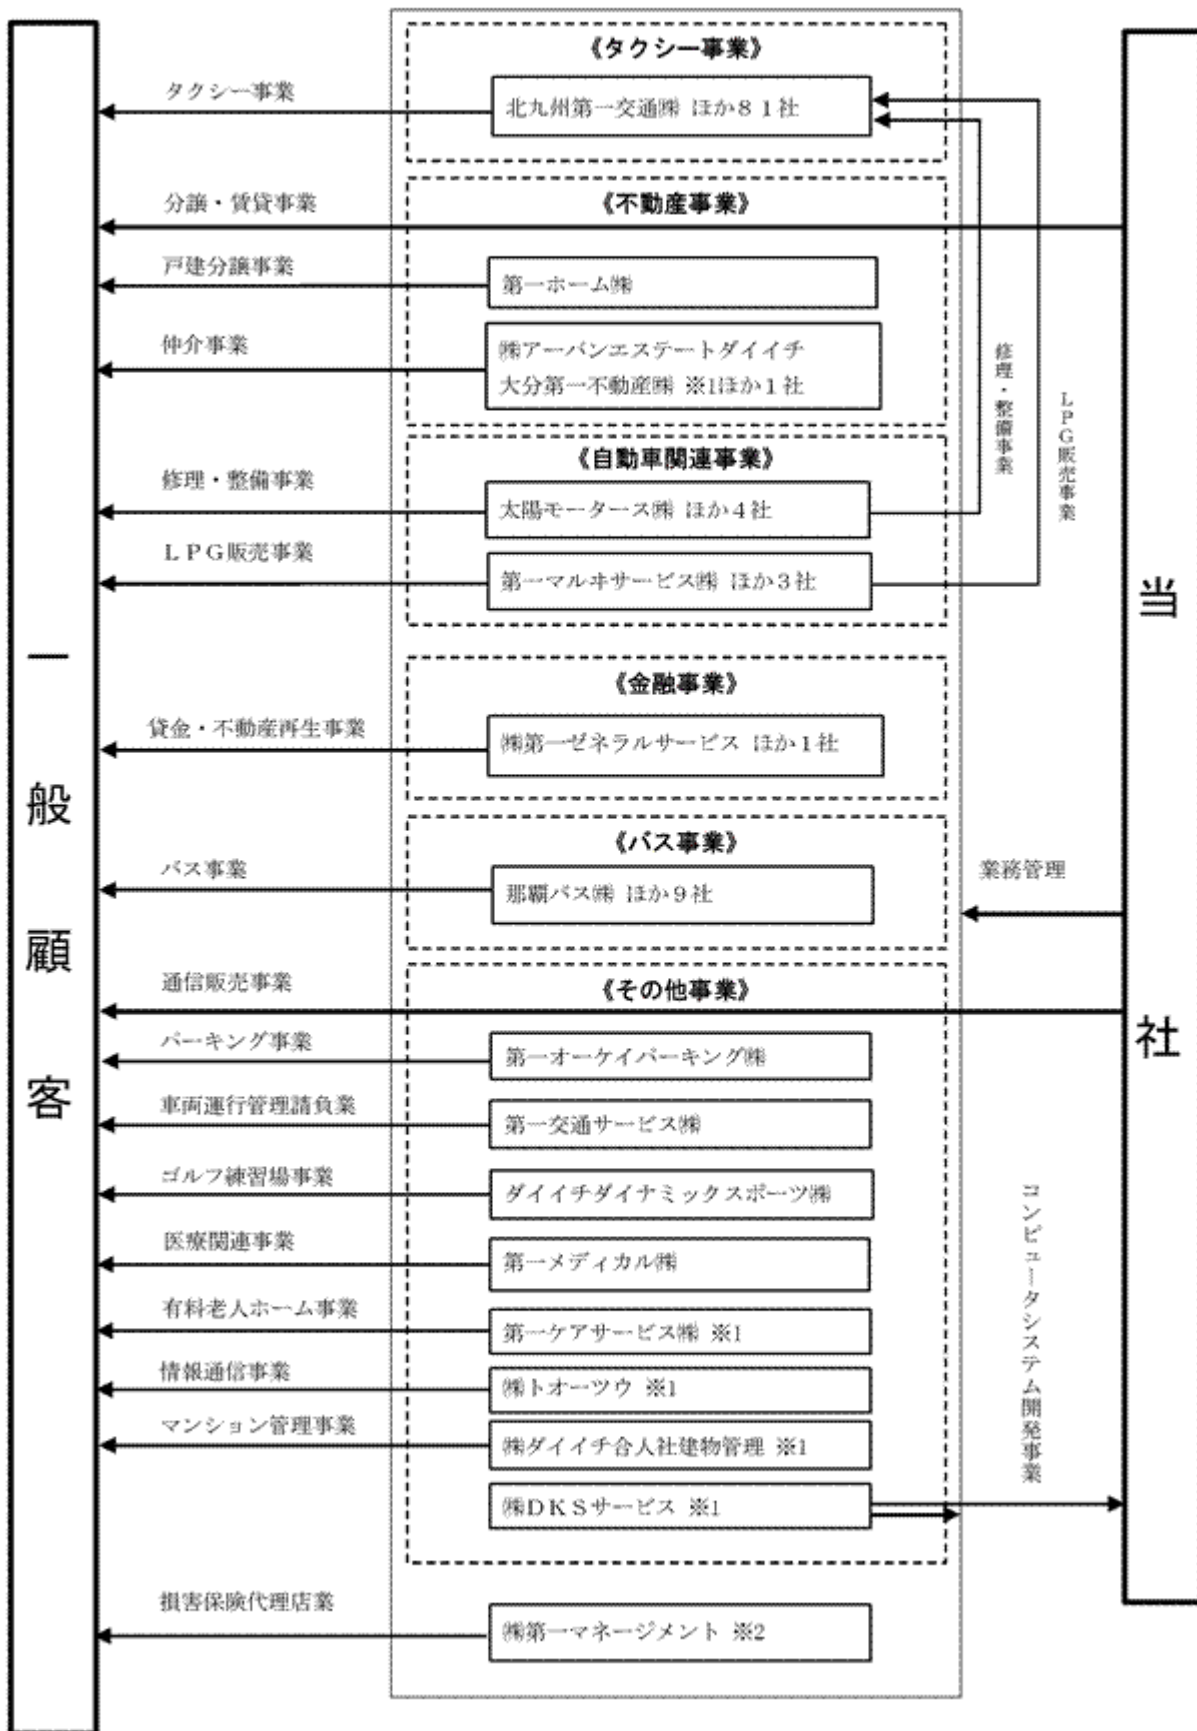 《タクシー事業》
タクシー事業
北九州第一交通㈱ ほか８１社
《不動産事業》
分譲・賃貸事業
戸建分譲事業
第一ホーム㈱
仲介事業
㈱アーバンエステートダイイチ
大分第一不動産㈱ ※1ほか１社
修理・整備事業
ＬＰＧ販売事業
《自動車関連事業》
修理・整備事業
太陽モータース㈱ ほか４社
ＬＰＧ販売事業
第一マルヰサービス㈱ ほか３社
《金融事業》
貸金・不動産再生事業
㈱第一ゼネラルサービス ほか１社
《バス事業》
バス事業
那覇バス㈱ ほか９社
業務管理
《その他事業》
通信販売事業
パーキング事業
第一オーケイパーキング㈱
車両運行管理請負業
第一交通サービス㈱
ゴルフ練習場事業
ダイイチダイナミックスポーツ㈱
医療関連事業
第一メディカル㈱
有料老人ホーム事業
第一ケアサービス㈱ ※1
情報通信事業
㈱トオーツウ ※1
マンション管理事業
㈱ダイイチ合人社建物管理 ※1
㈱ＤＫＳサービス ※1
コンピュータシステム開発事業
損害保険代理店業
㈱第一マネージメント ※2
一般顧客
当社